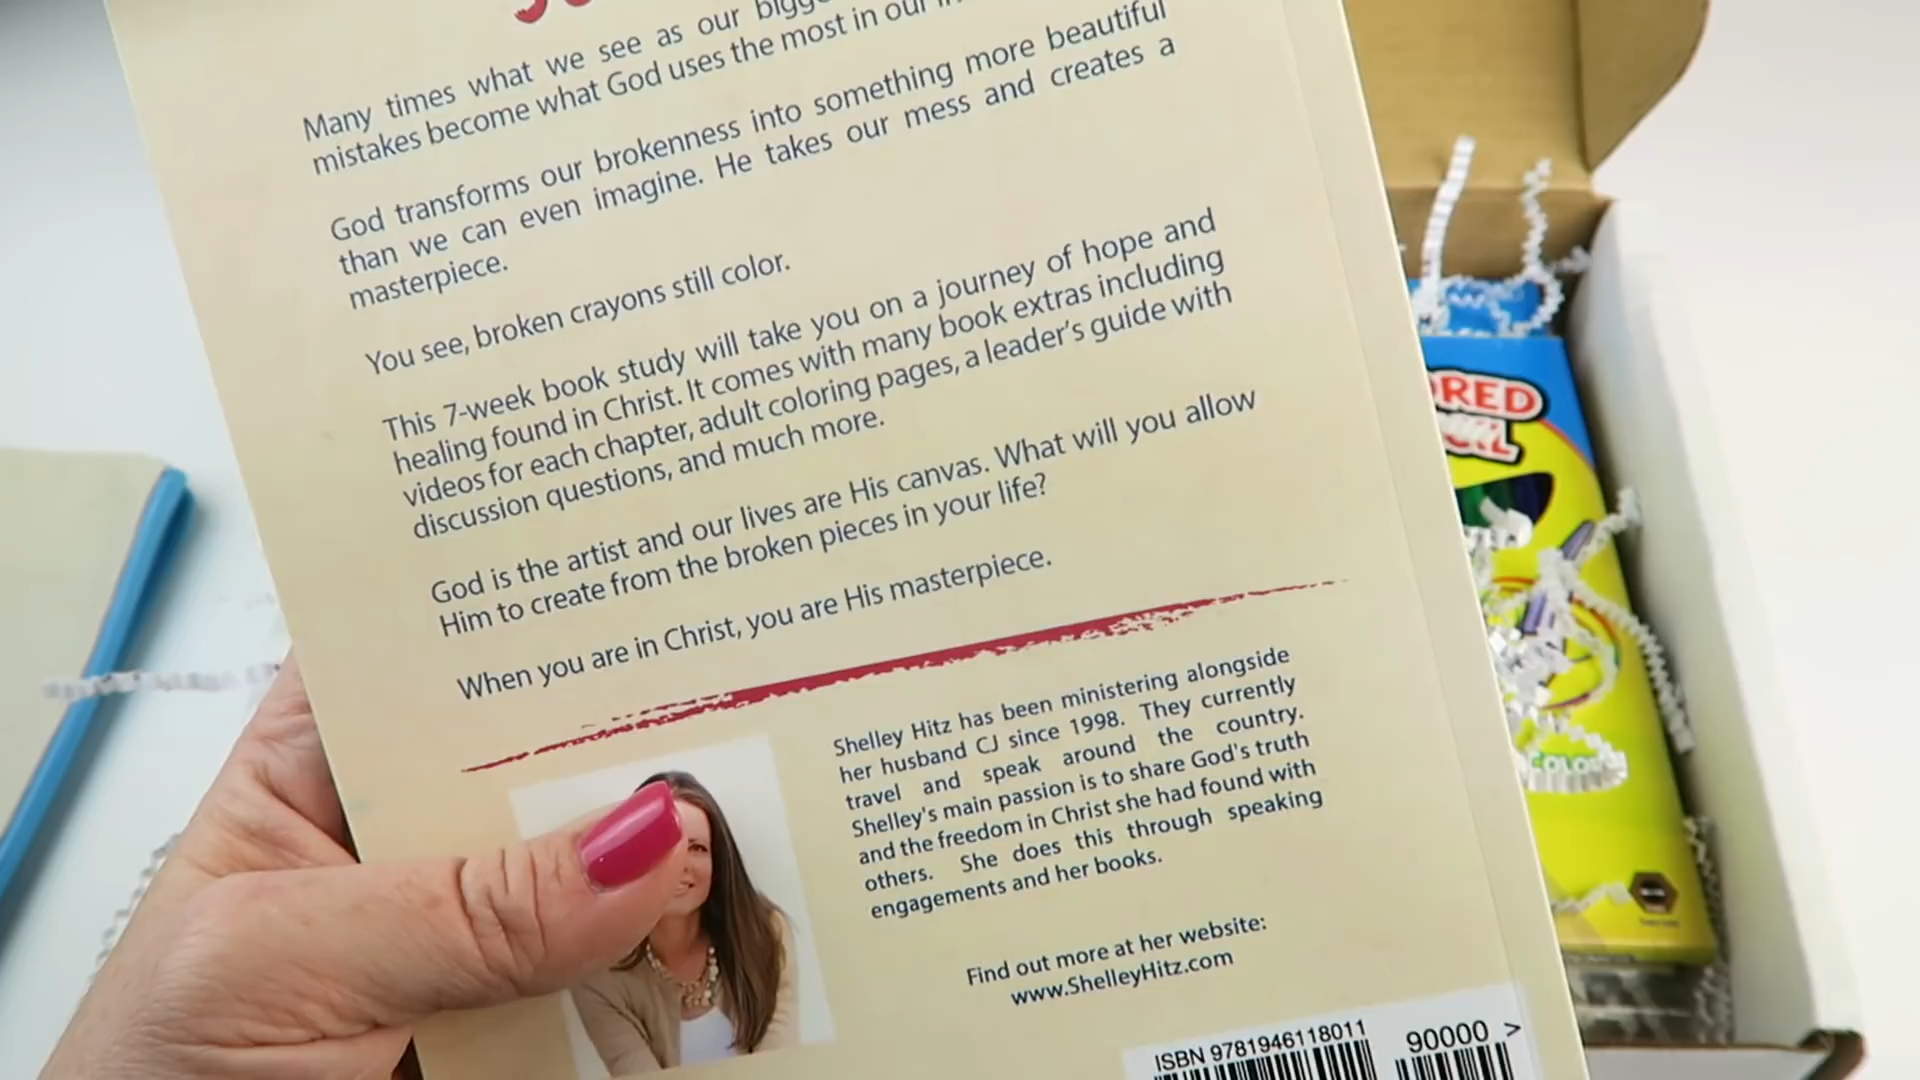 Many times what we see as our
mistakes become what God uses the most in our
God transforms our brokenness into something more beautiful
than we can even imagine. He takes our mess and creates a
masterpiece.
You see, broken crayons still color.
This 7-week book study will take you on a journey of hope and
healing found in Christ. It comes with many book extras including
videos for each chapter, adult coloring pages, a leader's guide with
discussion questions, and much more.
God is the artist and our lives are His canvas. What will you allow
Him to create from the broken pieces in your life?
When you are in Christ, you are His masterpiece.
Shelley Hitz has been ministering alongside
her husband CJ since 1998. They currently
travel and speak around the country.
Shelley's main passion is to share God's truth
and the freedom in Christ she had found with
others. She does this through speaking
engagements and her books.
Find out more at her website:
www.ShelleyHitz.com
ISBN 9781946118011
90000 >